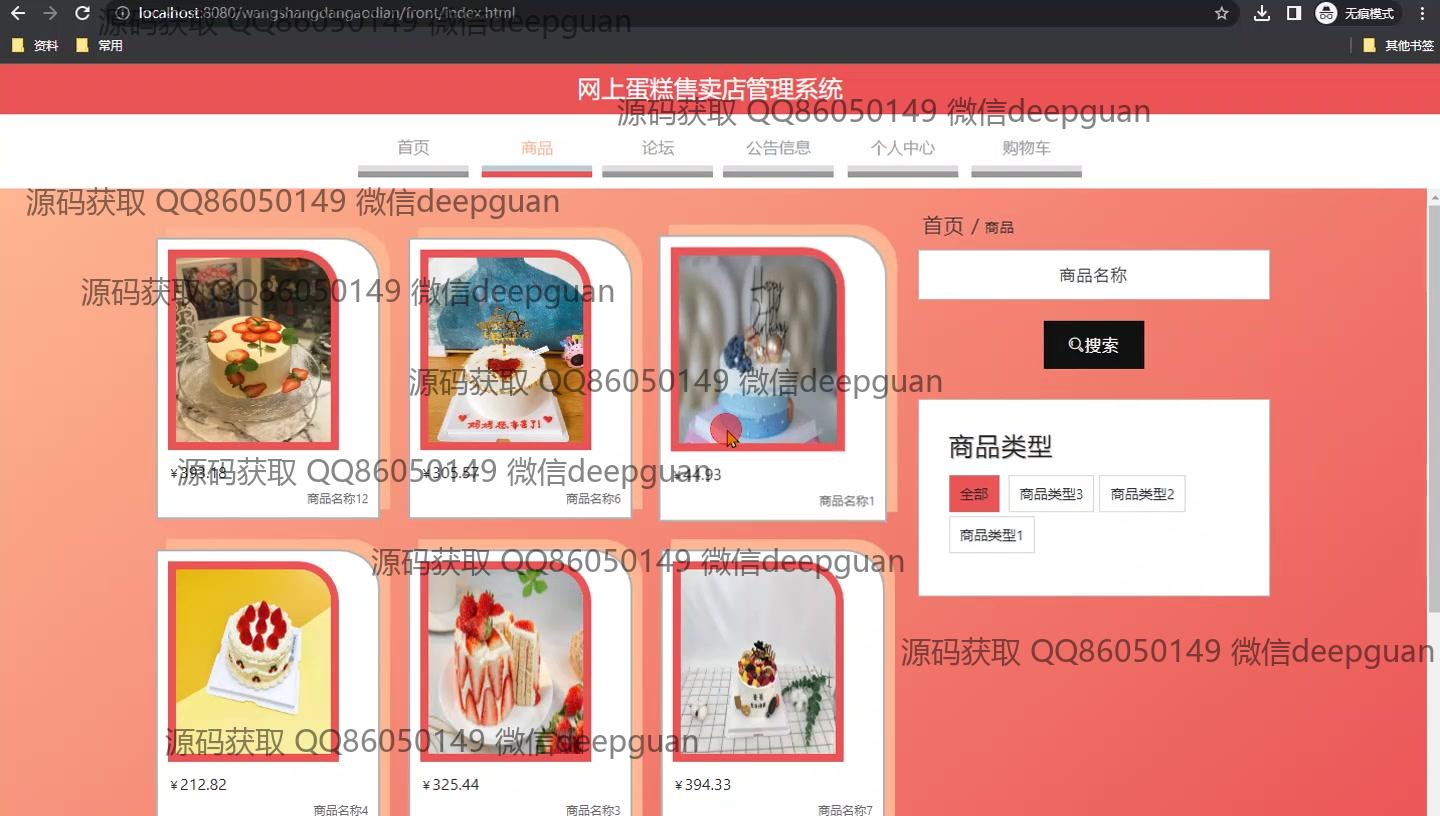 localhost:8080/wangshangdangaodian/front/index.html
无痕模式
源码获取 QQ86050149 微信deepguan
资料
常用
其他书签
网上蛋糕售卖店管理系统
源码获取 QQ86050149 微信deepguan
首页
商品
论坛
公告信息
个人中心
购物车
源码获取 QQ86050149 微信deepguan
首页 / 商品
商品名称
源码获取 QQ86050149 微信deepguan
搜索
源码获取 QQ86050149 微信deepguan
妈妈您辛苦了!
商品类型
全部
商品类型3
商品类型2
商品类型1
源码获取 QQ86050149 微信deepguan
¥393.18
¥305.57
¥44.93
商品名称12
商品名称6
商品名称1
源码获取 QQ86050149 微信deepguan
源码获取 QQ86050149 微信deepguan
源码获取 QQ86050149 微信deepguan
¥212.82
¥325.44
¥394.33
商品名称4
商品名称3
商品名称7